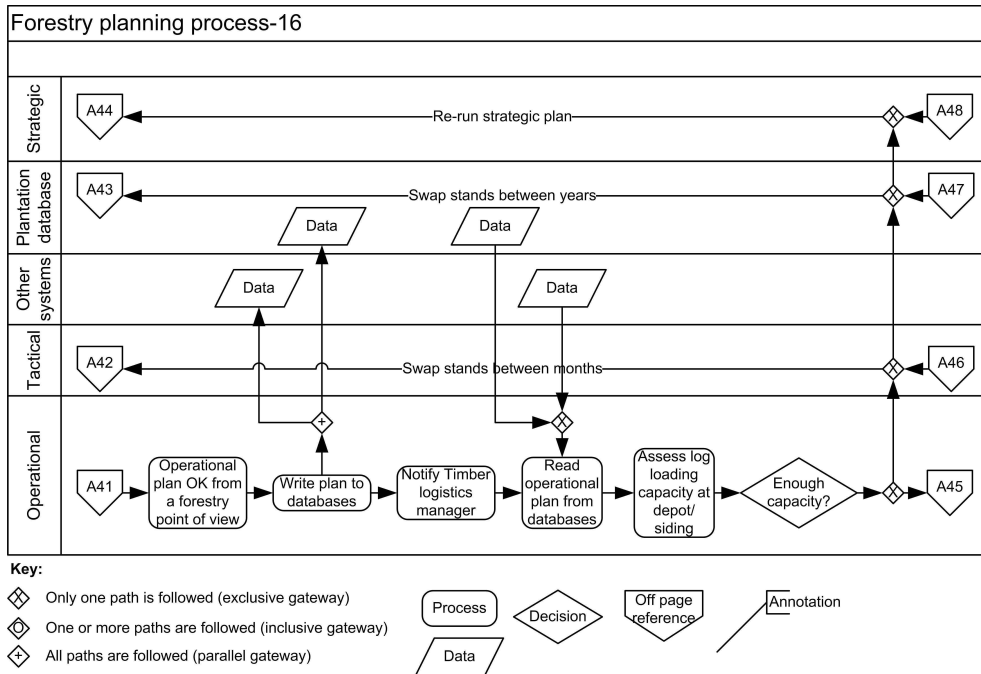 Forestry planning process-16
Strategic
A44
Re-run strategic plan
X
A48
Plantation
database
A43
Swap stands between years
X
A47
Data
Data
Other
systems
Data
Data
Tactical
A42
Swap stands between months
X
A46
Operational
+
X
A41
Operational
plan OK from
a forestry
point of view
Write plan to
databases
Notify Timber
logistics
manager
Read
operational
plan from
databases
Assess log
loading
capacity at
depot/
siding
Enough
capacity?
X
A45
Key:
X Only one path is followed (exclusive gateway)
O One or more paths are followed (inclusive gateway)
+ All paths are followed (parallel gateway)
Process
Data
Decision
Off page
reference
Annotation